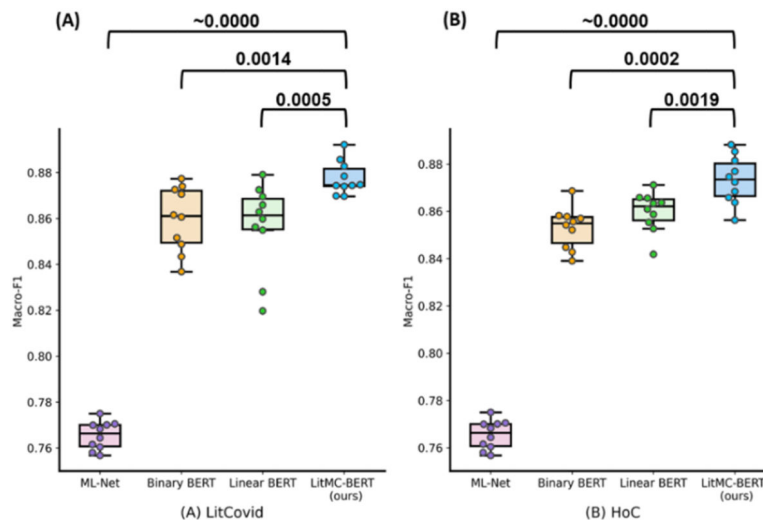 (A)
~0.0000
0.0014
0.0005
Macro-F1
0.88
0.86
0.84
0.82
0.80
0.78
0.76
ML-Net Binary BERT Linear BERT LitMC-BERT
(ours)
(A) LitCovid
(B)
~0.0000
0.0002
0.0019
Macro-F1
0.88
0.86
0.84
0.82
0.80
0.78
0.76
ML-Net Binary BERT Linear BERT LitMC-BERT
(ours)
(B) HoC